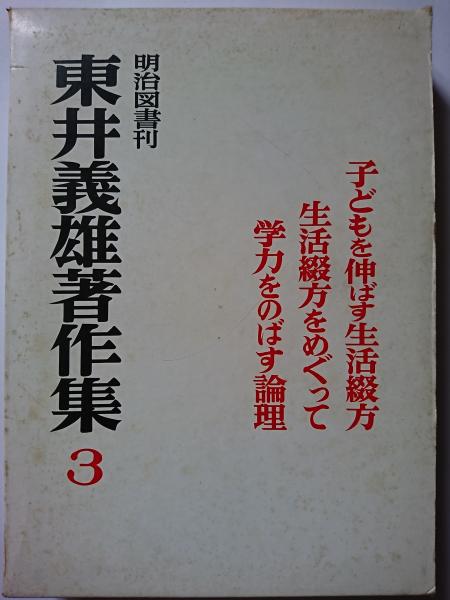 子どもを伸ばす生活綴方
生活綴方をめぐって
学力をのばす論理
明治図書刊
東井義雄著作集
3